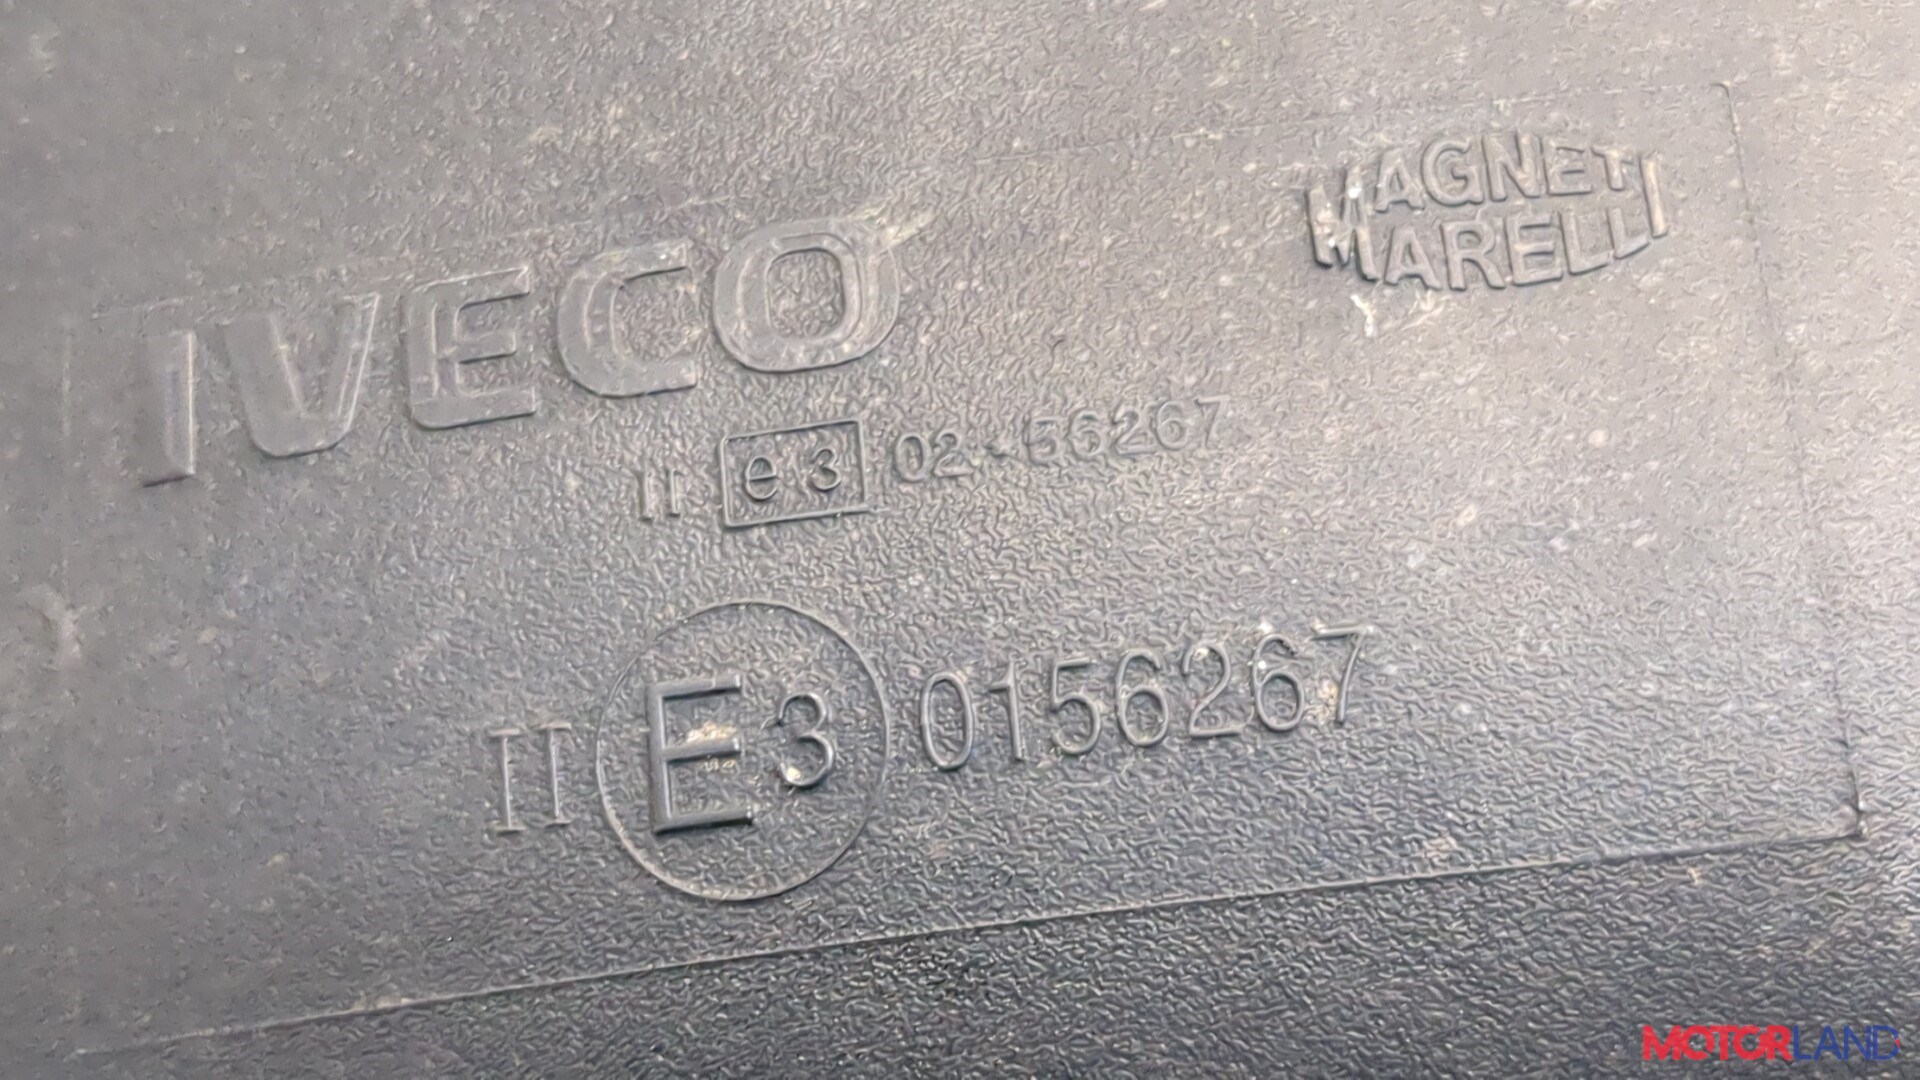 IVECO
MAGNETI
MARELLI
II e3 02-56267
II E3 0156267
MOTORLAND